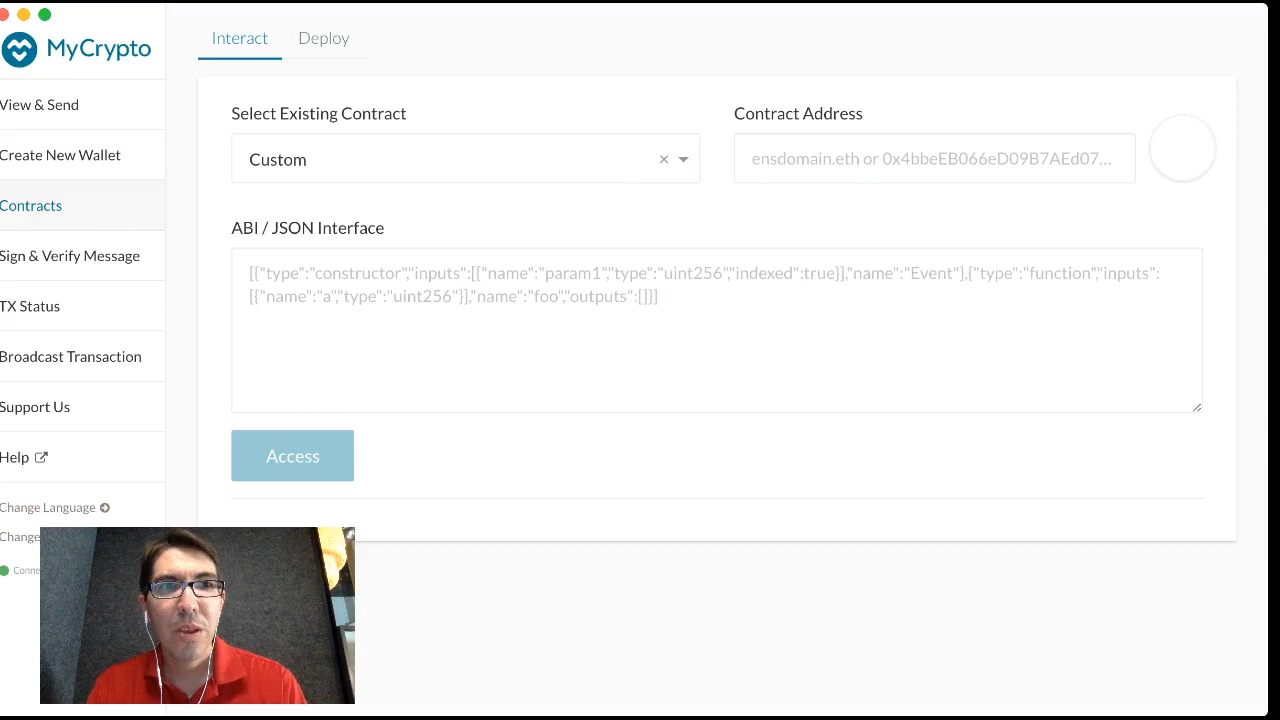 MyCrypto
View & Send
Create New Wallet
Contracts
Sign & Verify Message
TX Status
Broadcast Transaction
Support Us
Help
Change Language
Change
Conne
Interact
Deploy
Select Existing Contract
Custom
Contract Address
ensdomain.eth or 0x4bbeEB066eD09B7AEd07...
ABI / JSON Interface
[{"type":"constructor","inputs":[{"name":"param1","type":"uint256","indexed":true}],"name":"Event"},{"type":"function","inputs":
[{"name":"a","type":"uint256"}],"name":"foo","outputs":[]}]
Access